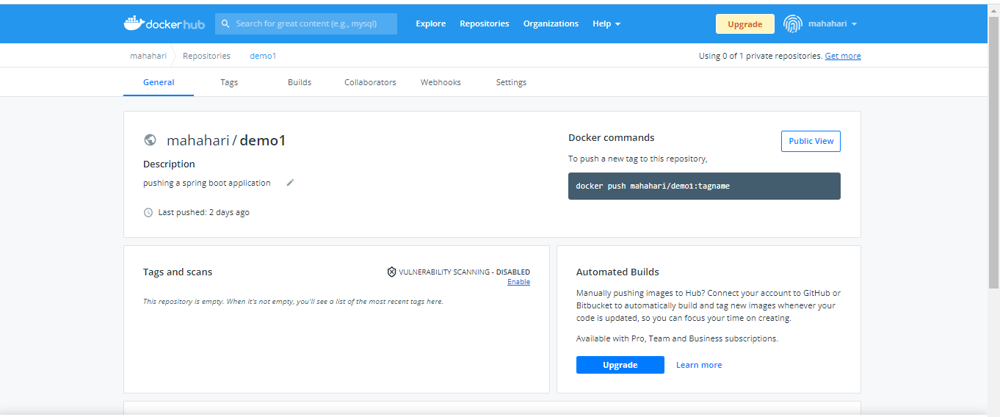 dockerhub Search for great content (e.g., mysql) Explore Repositories Organizations Help Upgrade mahahari
mahahari Repositories demo1 Using 0 of 1 private repositories. Get more
General Tags Builds Collaborators Webhooks Settings
mahahari / demo1
Description
pushing a spring boot application
Last pushed: 2 days ago
Docker commands
Public View
To push a new tag to this repository,
docker push mahahari/demo1:tagname
Tags and scans
VULNERABILITY SCANNING - DISABLED
Enable
This repository is empty. When it's not empty, you'll see a list of the most recent tags here.
Automated Builds
Manually pushing images to Hub? Connect your account to GitHub or
Bitbucket to automatically build and tag new images whenever your
code is updated, so you can focus your time on creating.
Available with Pro, Team and Business subscriptions.
Upgrade Learn more